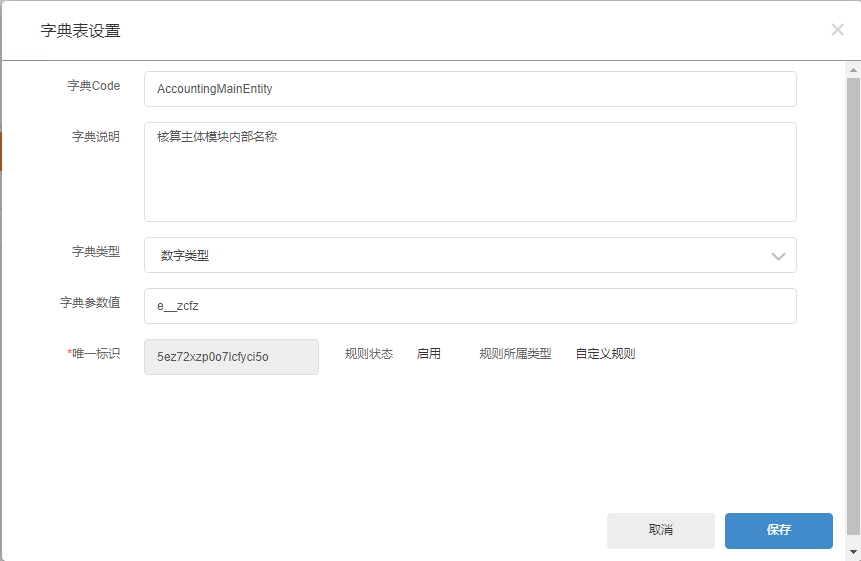 字典表设置
字典Code
AccountingMainEntity
字典说明
核算主体模块内部名称
字典类型
数字类型
字典参数值
e__zcfz
*唯一标识
5ez72xzp0o7lcfyci5o
规则状态 启用 规则所属类型 自定义规则
取消 保存